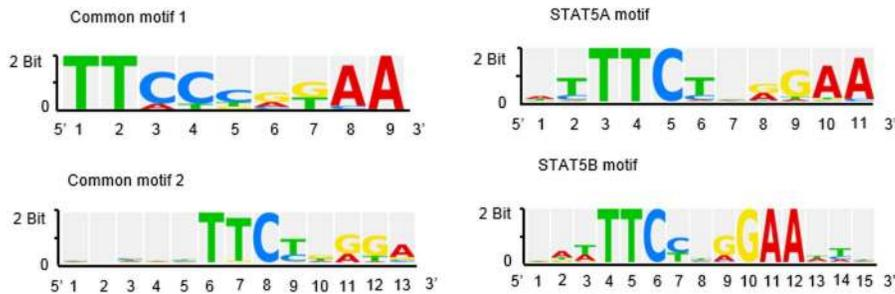 Common motif 1
2 Bit
0
5' 1 2 3 4 5 6 7 8 9 3'
STAT5A motif
2 Bit
0
5' 1 2 3 4 5 6 7 8 9 10 11 3'
Common motif 2
2 Bit
0
5' 1 2 3 4 5 6 7 8 9 10 11 12 13 3'
STAT5B motif
2 Bit
0
5' 1 2 3 4 5 6 7 8 9 10 11 12 13 14 15 3'